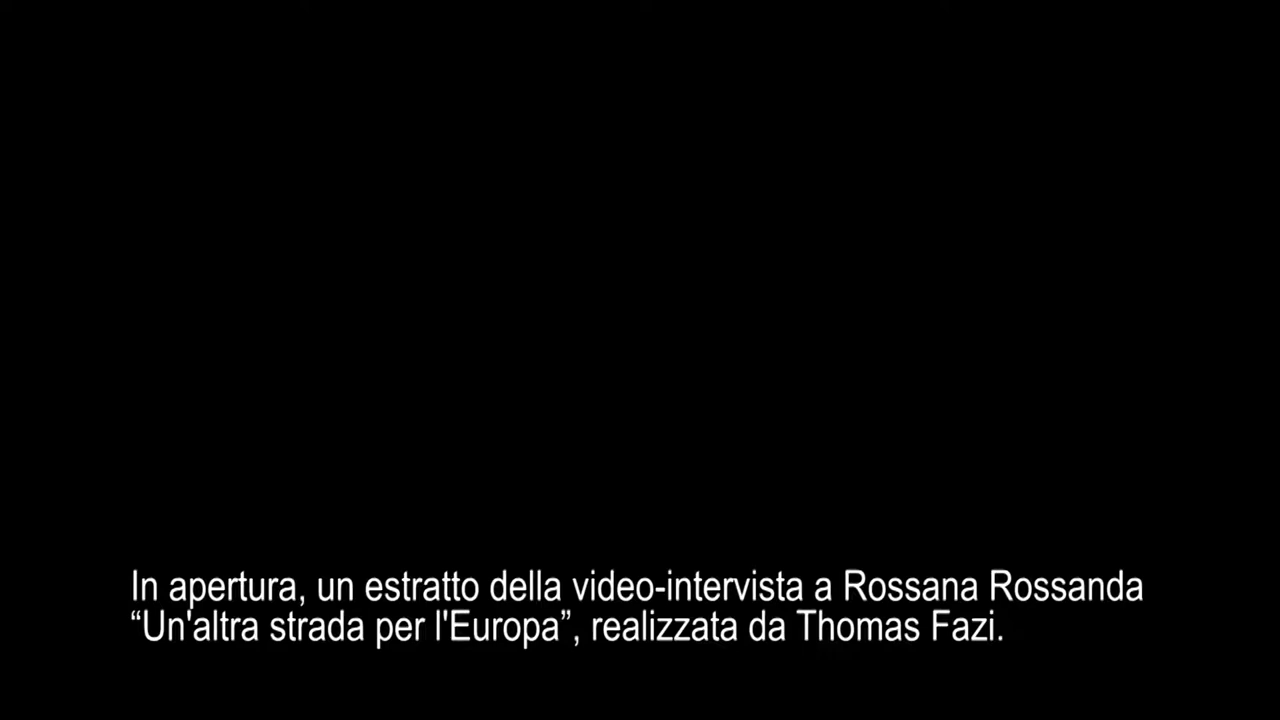 In apertura, un estratto della video-intervista a Rossana Rossanda
“Un'altra strada per l'Europa”, realizzata da Thomas Fazi.